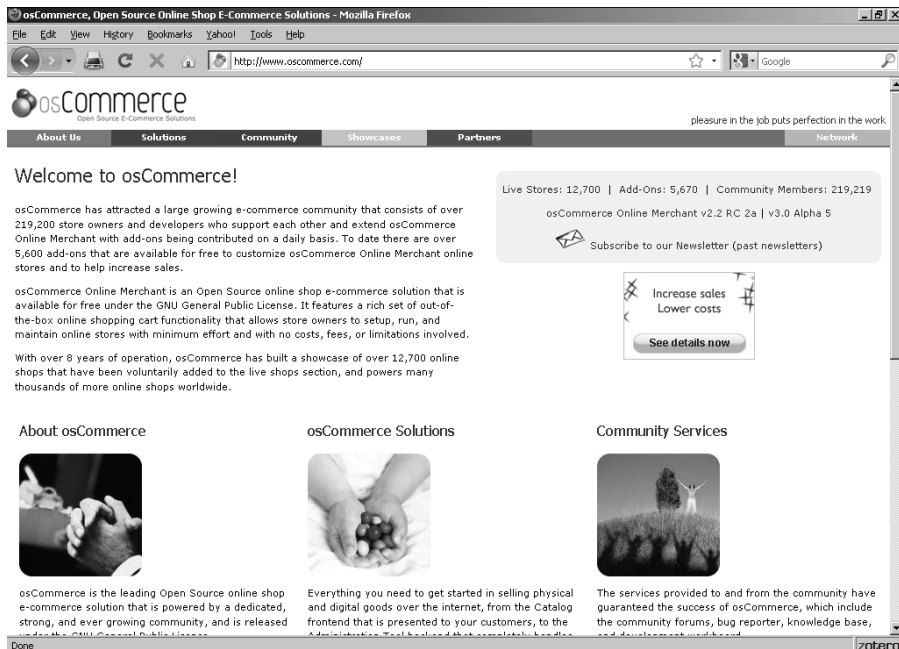 osCommerce, Open Source Online Shop E-Commerce Solutions - Mozilla Firefox
File Edit View History Bookmarks Yahoo! Tools Help
http://www.oscommerce.com/
Google
osCommerce
Open Source E-Commerce Solutions
pleasure in the job puts perfection in the work
About Us Solutions Community Showcases Partners Network
Welcome to osCommerce!
osCommerce has attracted a large growing e-commerce community that consists of over
219,200 store owners and developers who support each other and extend osCommerce
Online Merchant with add-ons being contributed on a daily basis. To date there are over
5,600 add-ons that are available for free to customize osCommerce Online Merchant online
stores and to help increase sales.
osCommerce Online Merchant is an Open Source online shop e-commerce solution that is
available for free under the GNU General Public License. It features a rich set of out-of-
the-box online shopping cart functionality that allows store owners to setup, run, and
maintain online stores with minimum effort and with no costs, fees, or limitations involved.
With over 8 years of operation, osCommerce has built a showcase of over 12,700 online
shops that have been voluntarily added to the live shops section, and powers many
thousands of more online shops worldwide.
Live Stores: 12,700 | Add-Ons: 5,670 | Community Members: 219,219
osCommerce Online Merchant v2.2 RC 2a | v3.0 Alpha 5
Subscribe to our Newsletter (past newsletters)
Increase sales
Lower costs
See details now
About osCommerce
osCommerce is the leading Open Source online shop
e-commerce solution that is powered by a dedicated,
strong, and ever growing community, and is released
under the GNU General Public License
osCommerce Solutions
Everything you need to get started in selling physical
and digital goods over the internet, from the Catalog
frontend that is presented to your customers, to the
Administration Tool backend that completely handles
Community Services
The services provided to and from the community have
guaranteed the success of osCommerce, which include
the community forums, bug reporter, knowledge base,
and development workboard
Done
zotero